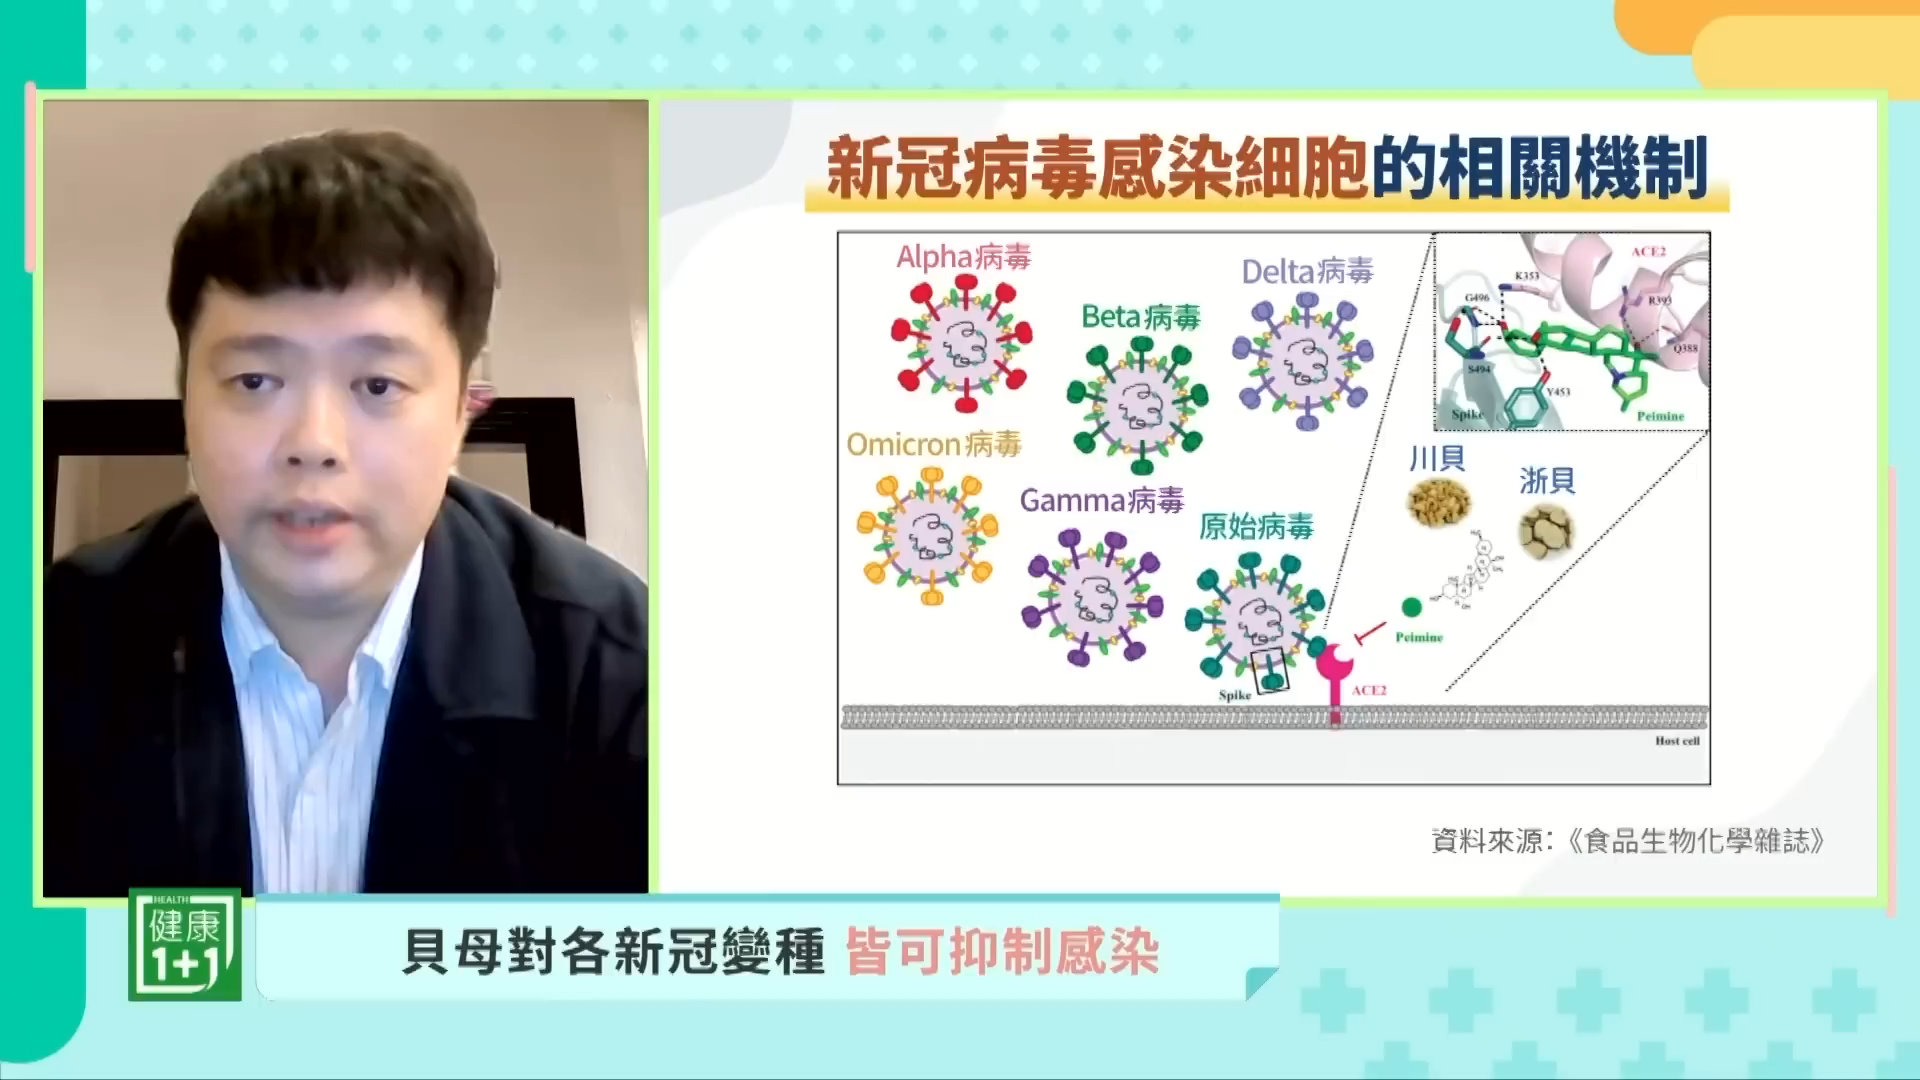 新冠病毒感染細胞的相關機制
Alpha病毒
Beta病毒
Delta病毒
Omicron病毒
Gamma病毒
原始病毒
Spike
ACE2
Peimine
Host cell
川貝
浙貝
ACE2
K353
G496
R393
Q388
S494
Y453
Spike
Peimine
資料來源：《食品生物化學雜誌》
HEALTH
健康
1+1
貝母對各新冠變種 皆可抑制感染